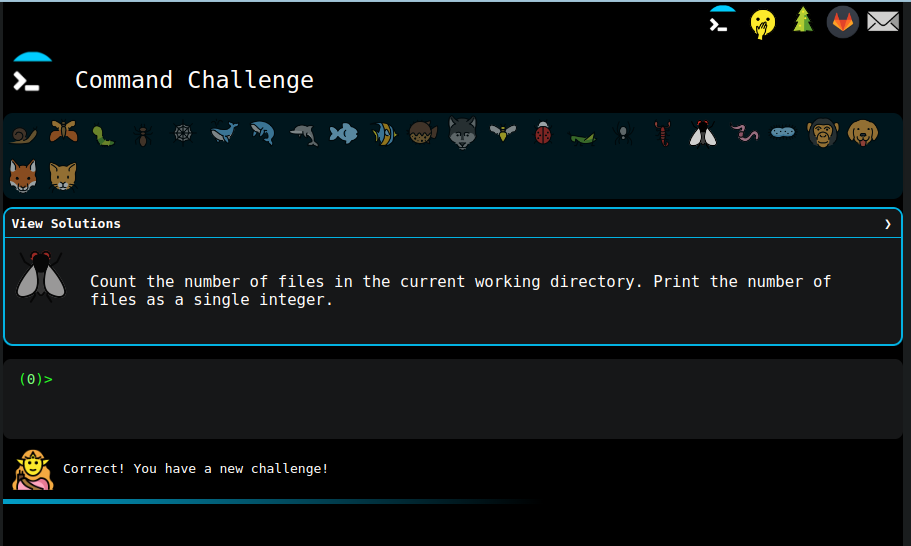 Command Challenge
View Solutions
Count the number of files in the current working directory. Print the number of
files as a single integer.
(0)>
Correct! You have a new challenge!